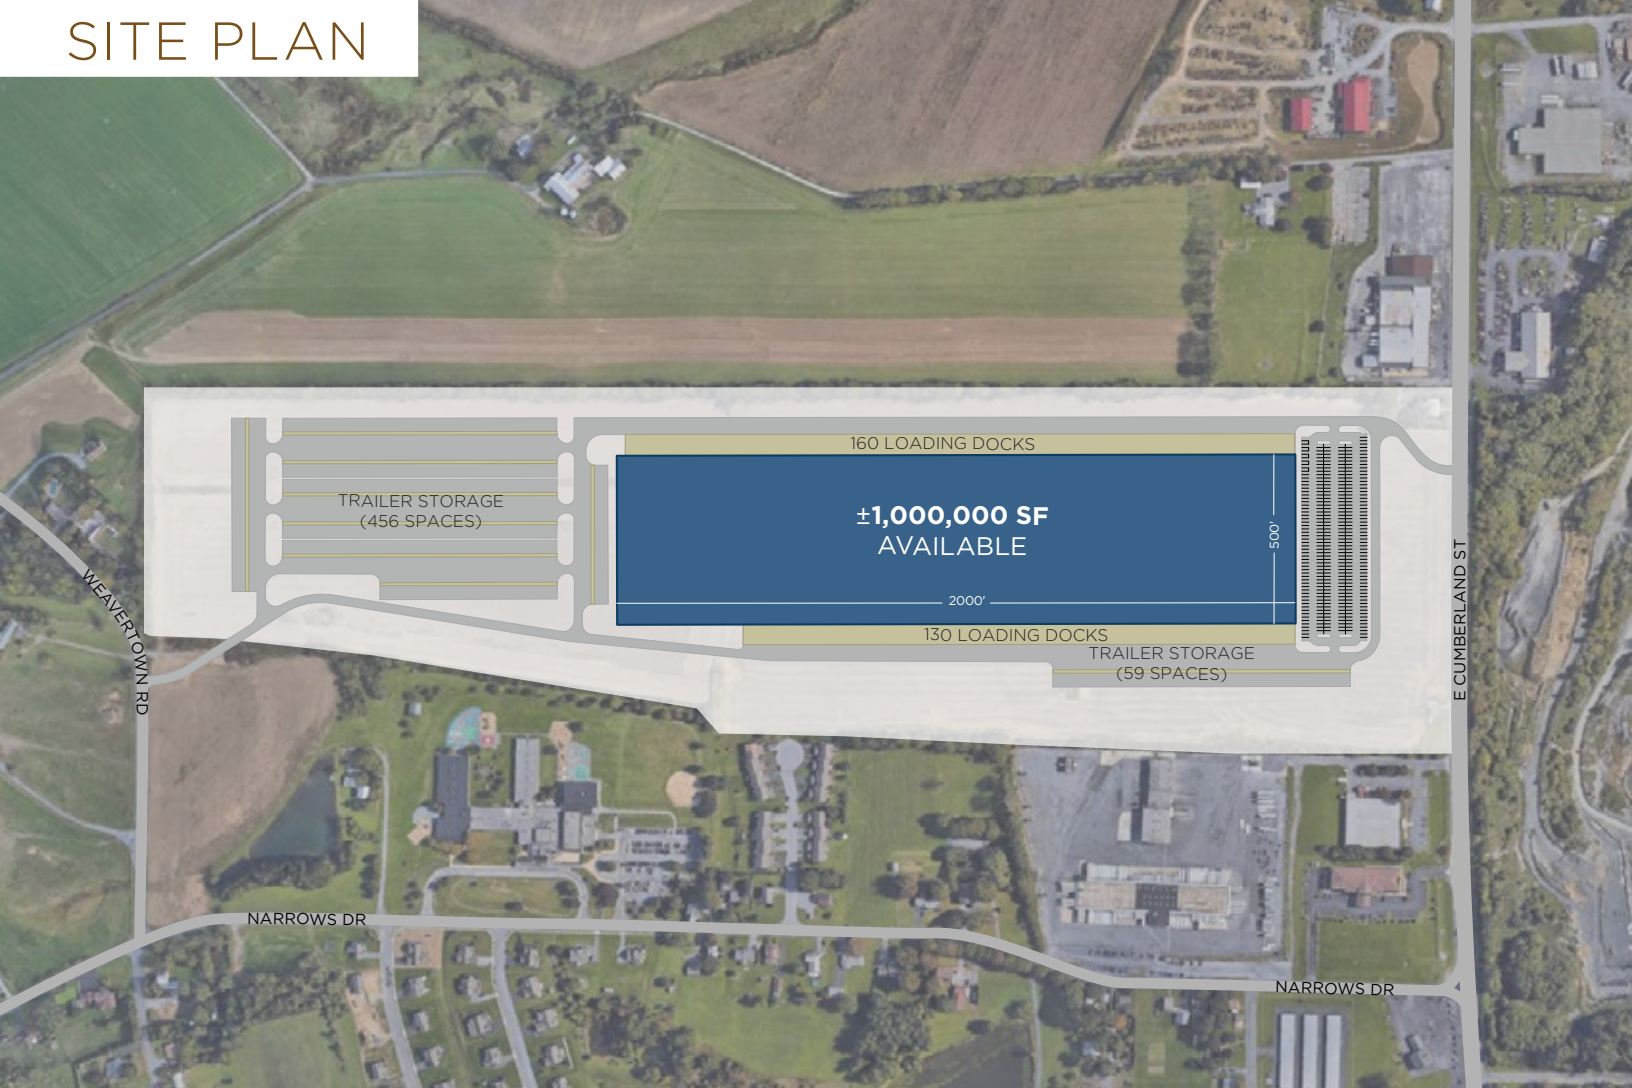 SITE PLAN
160 LOADING DOCKS
TRAILER STORAGE
(456 SPACES)
±1,000,000 SF
AVAILABLE
500'
2000'
130 LOADING DOCKS
TRAILER STORAGE
(59 SPACES)
WEAVERTOWN RD
E CUMBERLAND ST
NARROWS DR
NARROWS DR